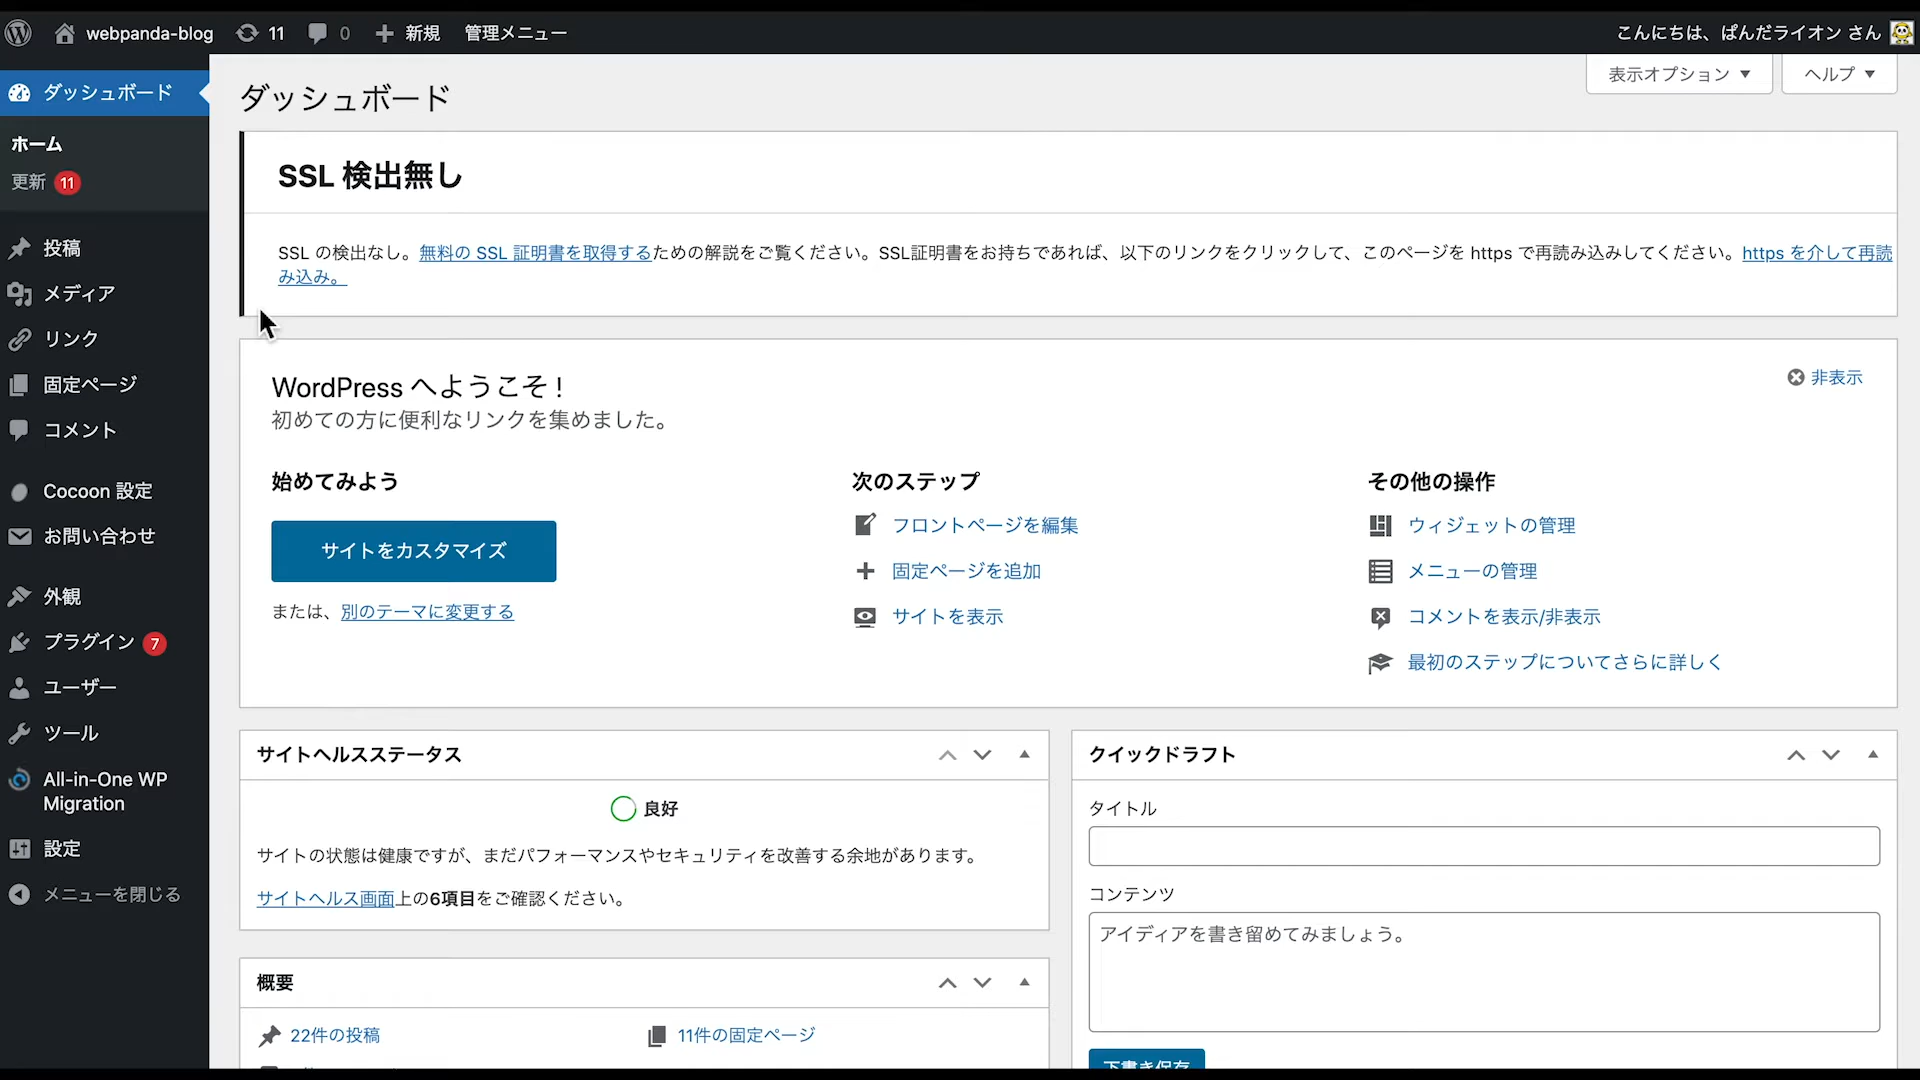 webpanda-blog 11 0 新規 管理メニュー
こんにちは、ぱんだライオン さん
ダッシュボード
ホーム
更新 11
投稿
メディア
リンク
固定ページ
コメント
Cocoon 設定
お問い合わせ
外観
プラグイン 7
ユーザー
ツール
All-in-One WP
Migration
設定
メニューを閉じる
表示オプション
ヘルプ
ダッシュボード
SSL 検出無し
SSL の検出なし。無料の SSL 証明書を取得するための解説をご覧ください。SSL証明書をお持ちであれば、以下のリンクをクリックして、このページを https で再読み込みしてください。https を介して再読
み込み。
WordPress へようこそ !
初めての方に便利なリンクを集めました。
非表示
始めてみよう
サイトをカスタマイズ
または、別のテーマに変更する
次のステップ
フロントページを編集
固定ページを追加
サイトを表示
その他の操作
ウィジェットの管理
メニューの管理
コメントを表示/非表示
最初のステップについてさらに詳しく
サイトヘルスステータス
良好
サイトの状態は健康ですが、まだパフォーマンスやセキュリティを改善する余地があります。
サイトヘルス画面上の6項目をご確認ください。
概要
22件の投稿
11件の固定ページ
クイックドラフト
タイトル
コンテンツ
アイディアを書き留めてみましょう。
下書き保存